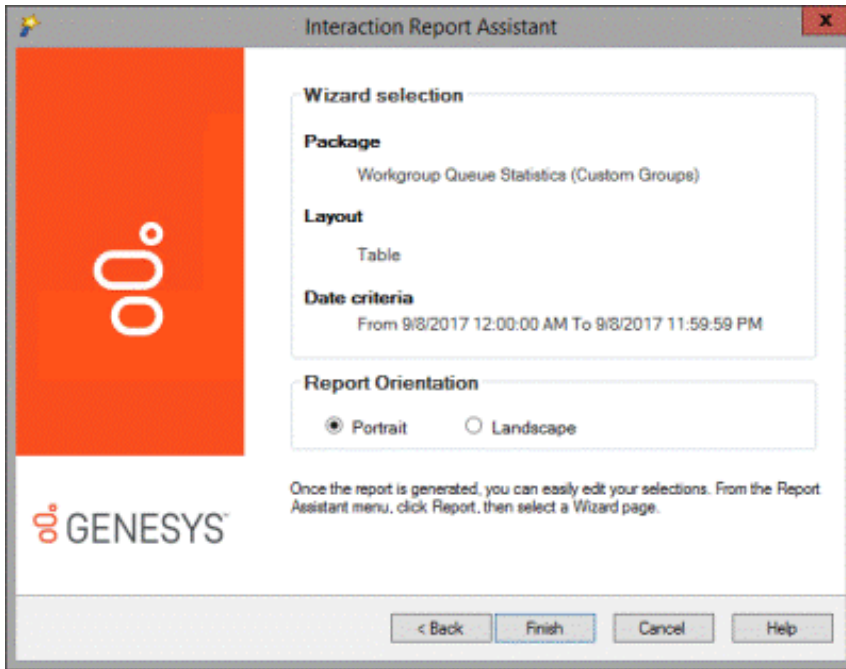 Interaction Report Assistant
x
Wizard selection
Package
Workgroup Queue Statistics (Custom Groups)
Layout
Table
Date criteria
From 9/8/2017 12:00:00 AM To 9/8/2017 11:59:59 PM
Report Orientation
Portrait
Landscape
Once the report is generated, you can easily edit your selections. From the Report
Assistant menu, click Report, then select a Wizard page.
GENESYS™
< Back
Finish
Cancel
Help